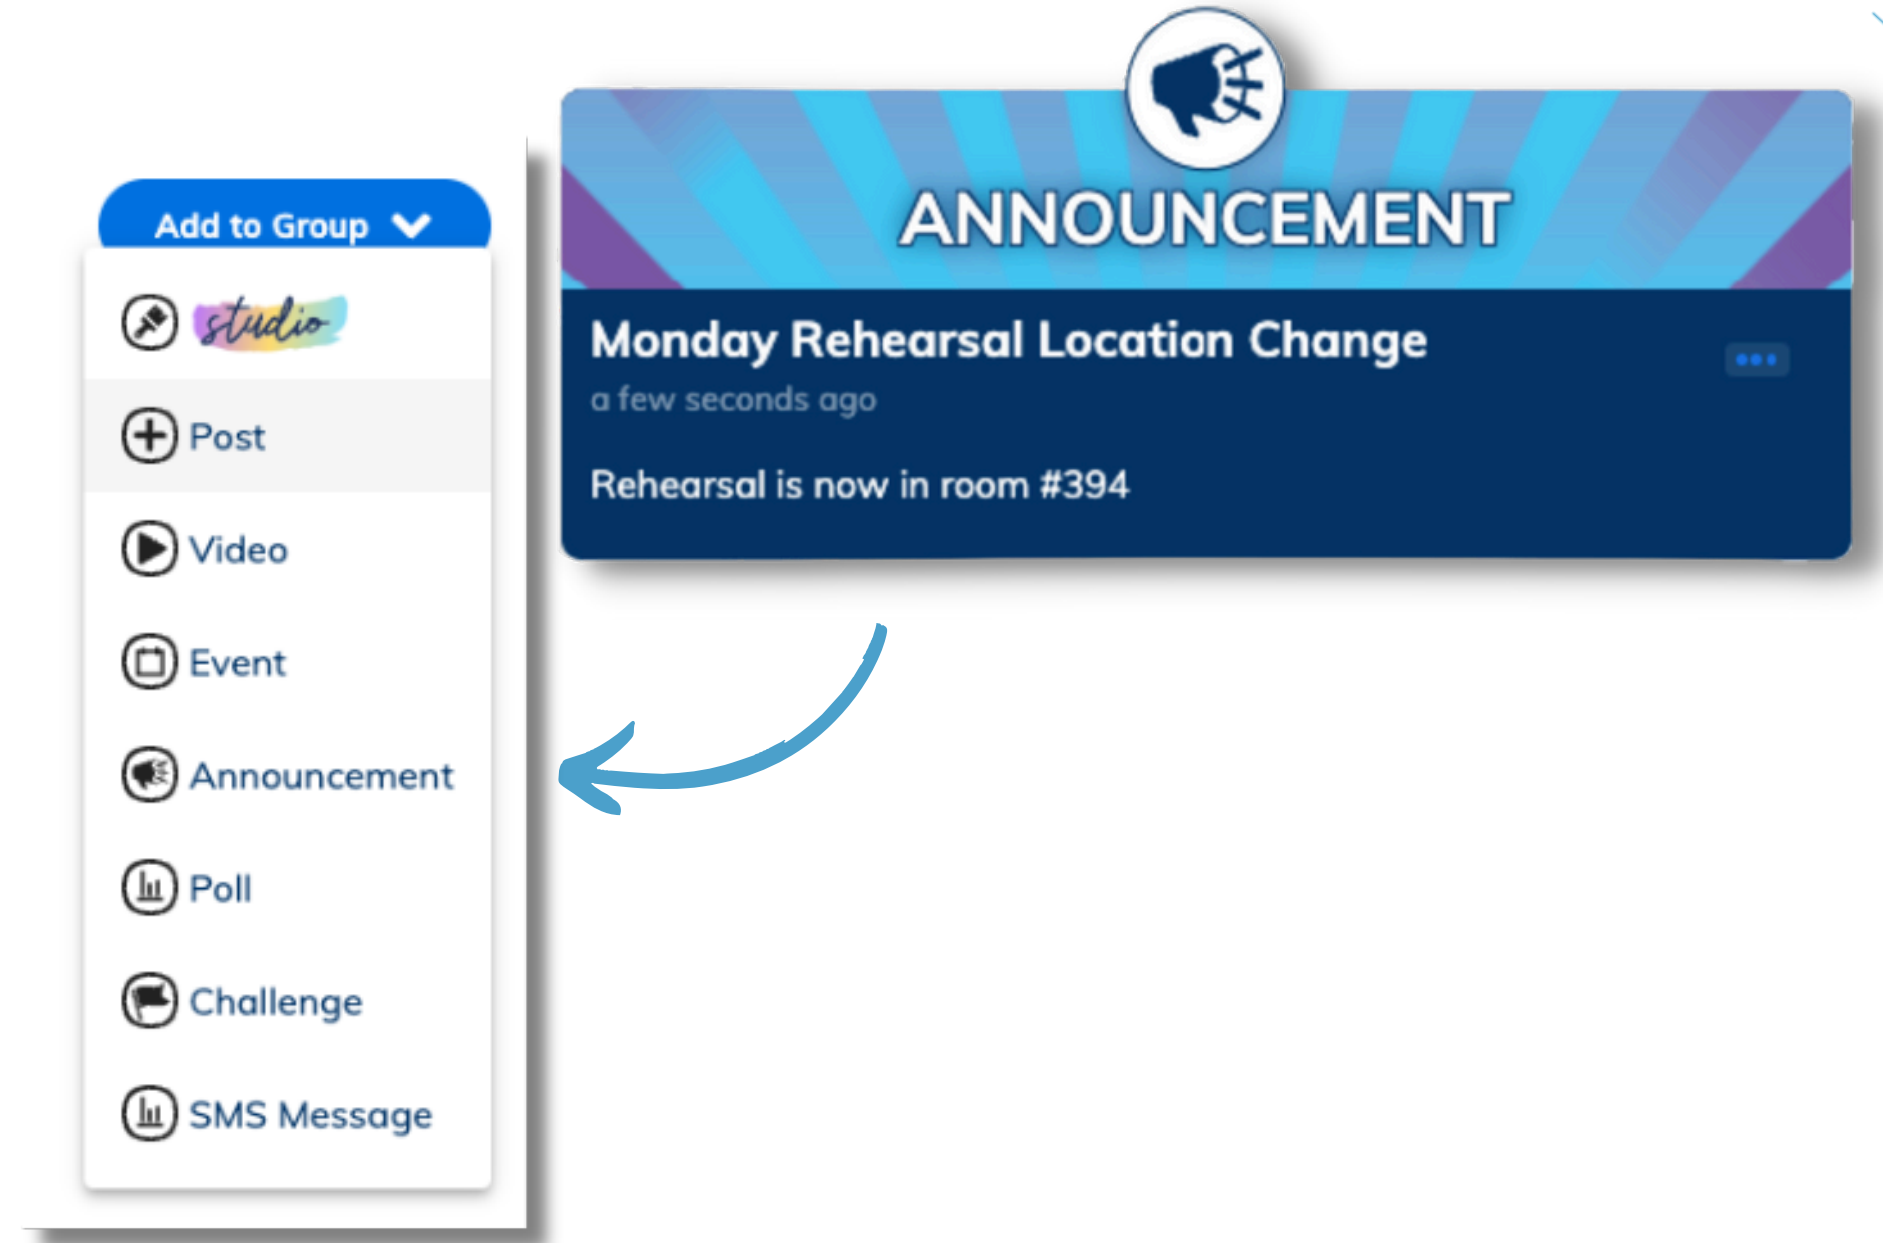 Add to Group
studio
Post
Video
Event
Announcement
Poll
Challenge
SMS Message
ANNOUNCEMENT
Monday Rehearsal Location Change
a few seconds ago
Rehearsal is now in room #394